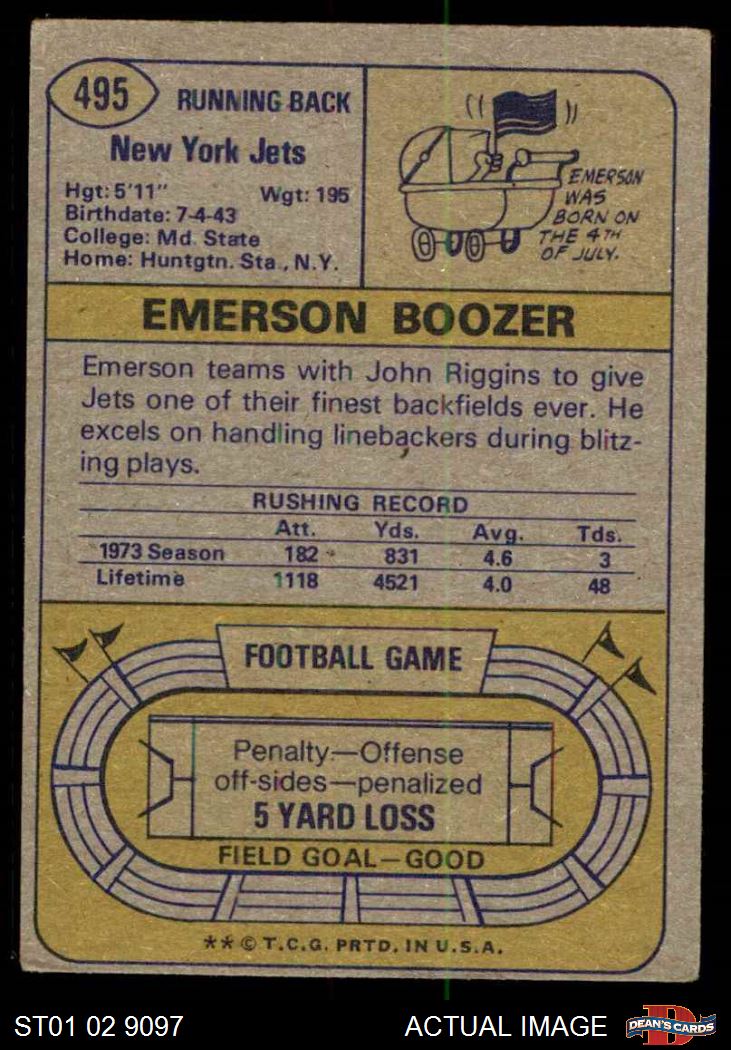 495
RUNNING BACK
New York Jets
Hgt: 5'11" Wgt: 195
Birthdate: 7-4-43
College: Md. State
Home: Huntgtn. Sta., N.Y.
EMERSON
WAS
BORN ON
THE 4TH
OF JULY.
EMERSON BOOZER
Emerson teams with John Riggins to give
Jets one of their finest backfields ever. He
excels on handling linebackers during blitz-
ing plays.
RUSHING RECORD
Att. Yds. Avg. Tds.
1973 Season 182 831 4.6 3
Lifetime 1118 4521 4.0 48
FOOTBALL GAME
Penalty—Offense
off-sides—penalized
5 YARD LOSS
FIELD GOAL—GOOD
** © T.C.G. PRTD. IN U.S.A.
ST01 02 9097 ACTUAL IMAGE
D
DEAN'S CARDS